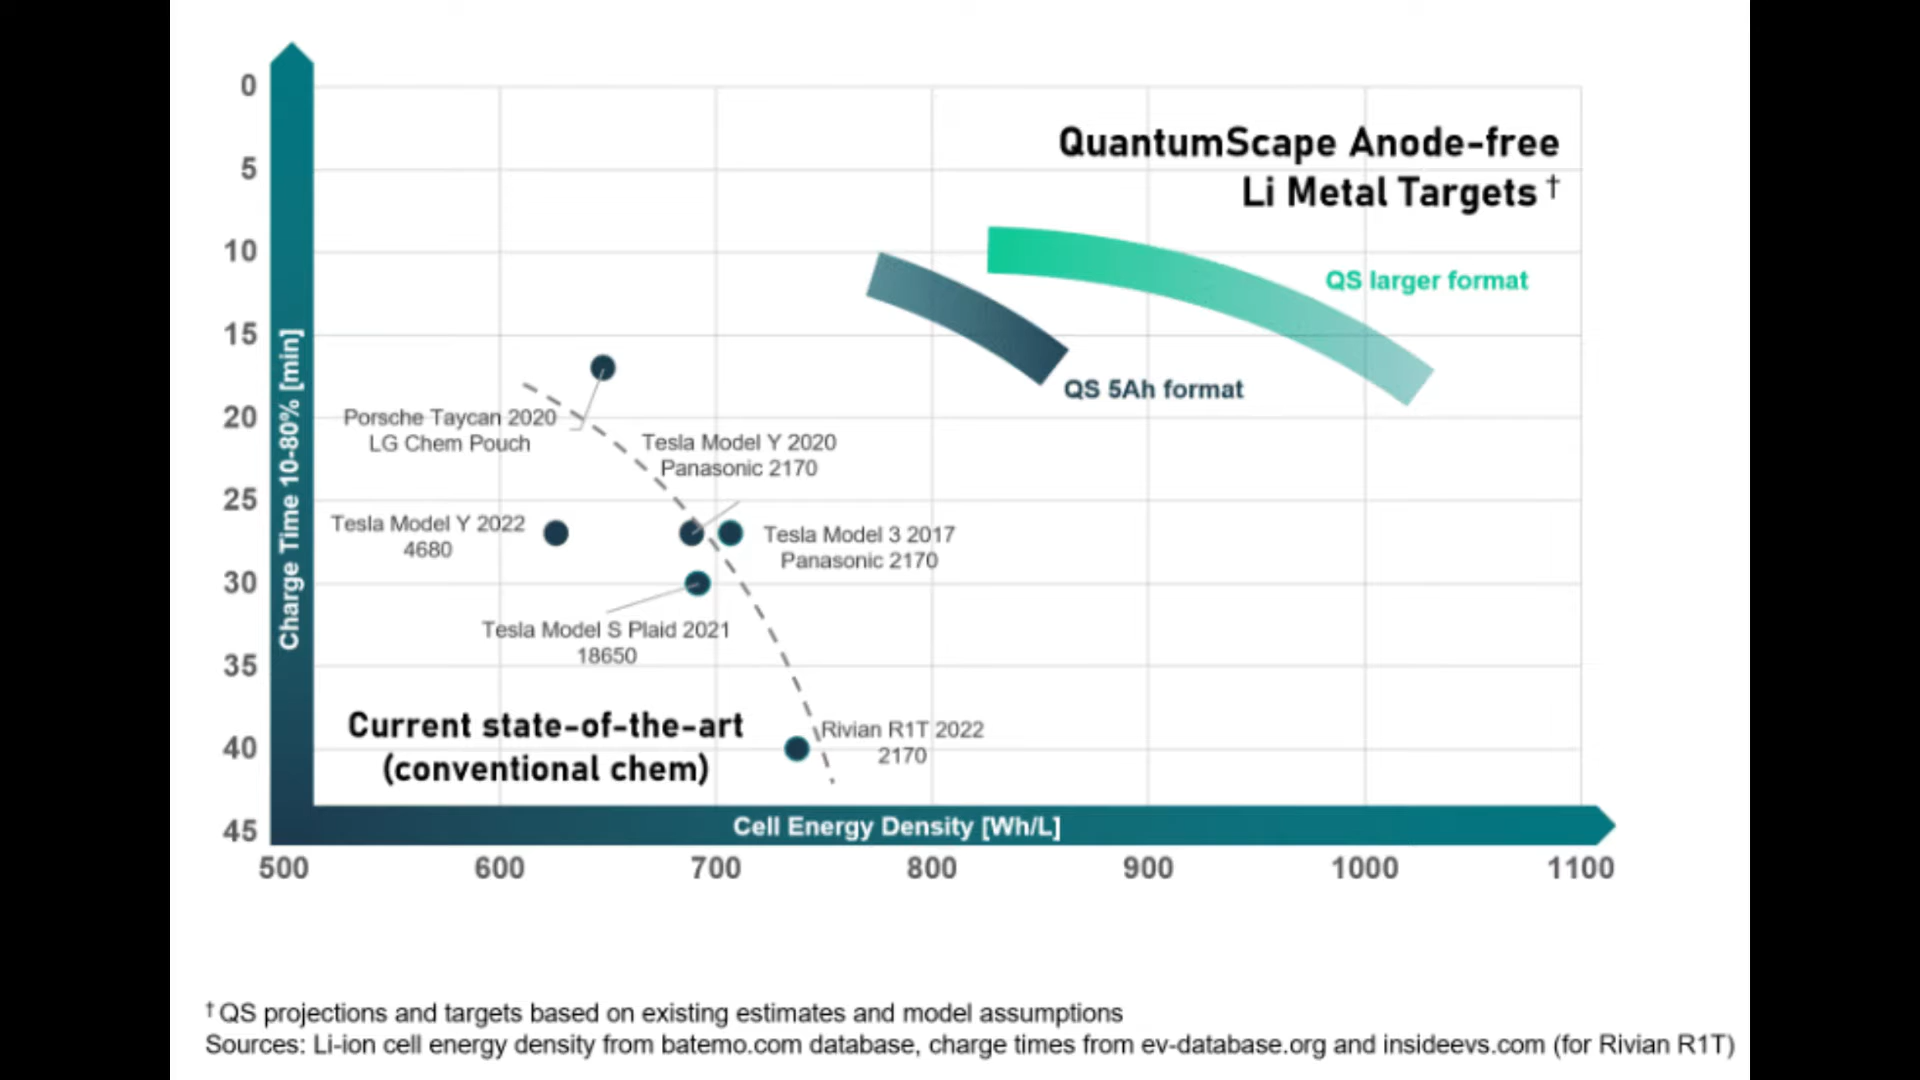 0
5
10
15
20
25
30
35
40
45
Charge Time 10-80% [min]
QuantumScape Anode-free
Li Metal Targets †
QS larger format
QS 5Ah format
Porsche Taycan 2020
LG Chem Pouch
Tesla Model Y 2020
Panasonic 2170
Tesla Model Y 2022
4680
Tesla Model 3 2017
Panasonic 2170
Tesla Model S Plaid 2021
18650
Current state-of-the-art
(conventional chem)
Rivian R1T 2022
2170
Cell Energy Density [Wh/L]
500 600 700 800 900 1000 1100
† QS projections and targets based on existing estimates and model assumptions
Sources: Li-ion cell energy density from batemo.com database, charge times from ev-database.org and insideevs.com (for Rivian R1T)